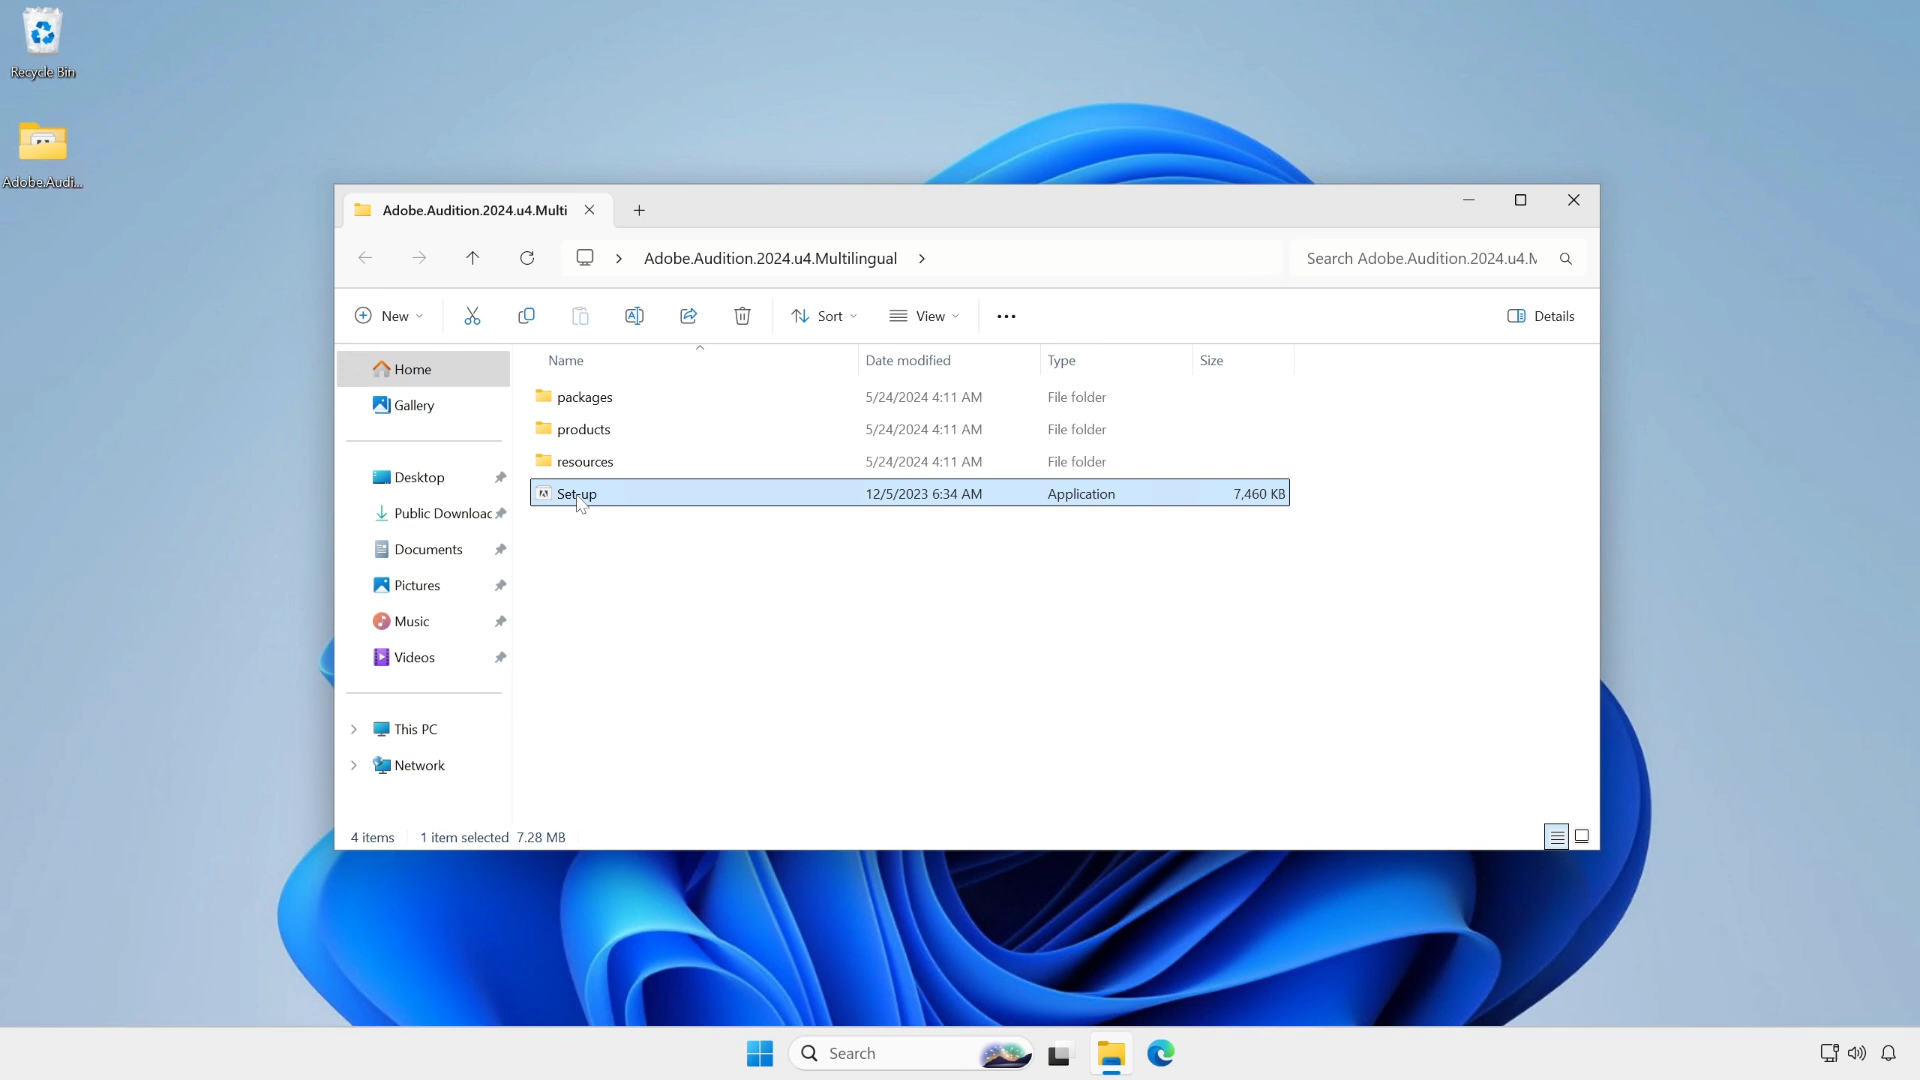 Recycle Bin
Adobe.Audi...
Adobe.Audition.2024.u4.Multi
Adobe.Audition.2024.u4.Multilingual
Search Adobe.Audition.2024.u4.M
New
Sort
View
Details
Home
Gallery
Desktop
Public Downloac
Documents
Pictures
Music
Videos
This PC
Network
Name Date modified Type Size
packages 5/24/2024 4:11 AM File folder
products 5/24/2024 4:11 AM File folder
resources 5/24/2024 4:11 AM File folder
Set-up 12/5/2023 6:34 AM Application 7,460 KB
4 items 1 item selected 7.28 MB
Search